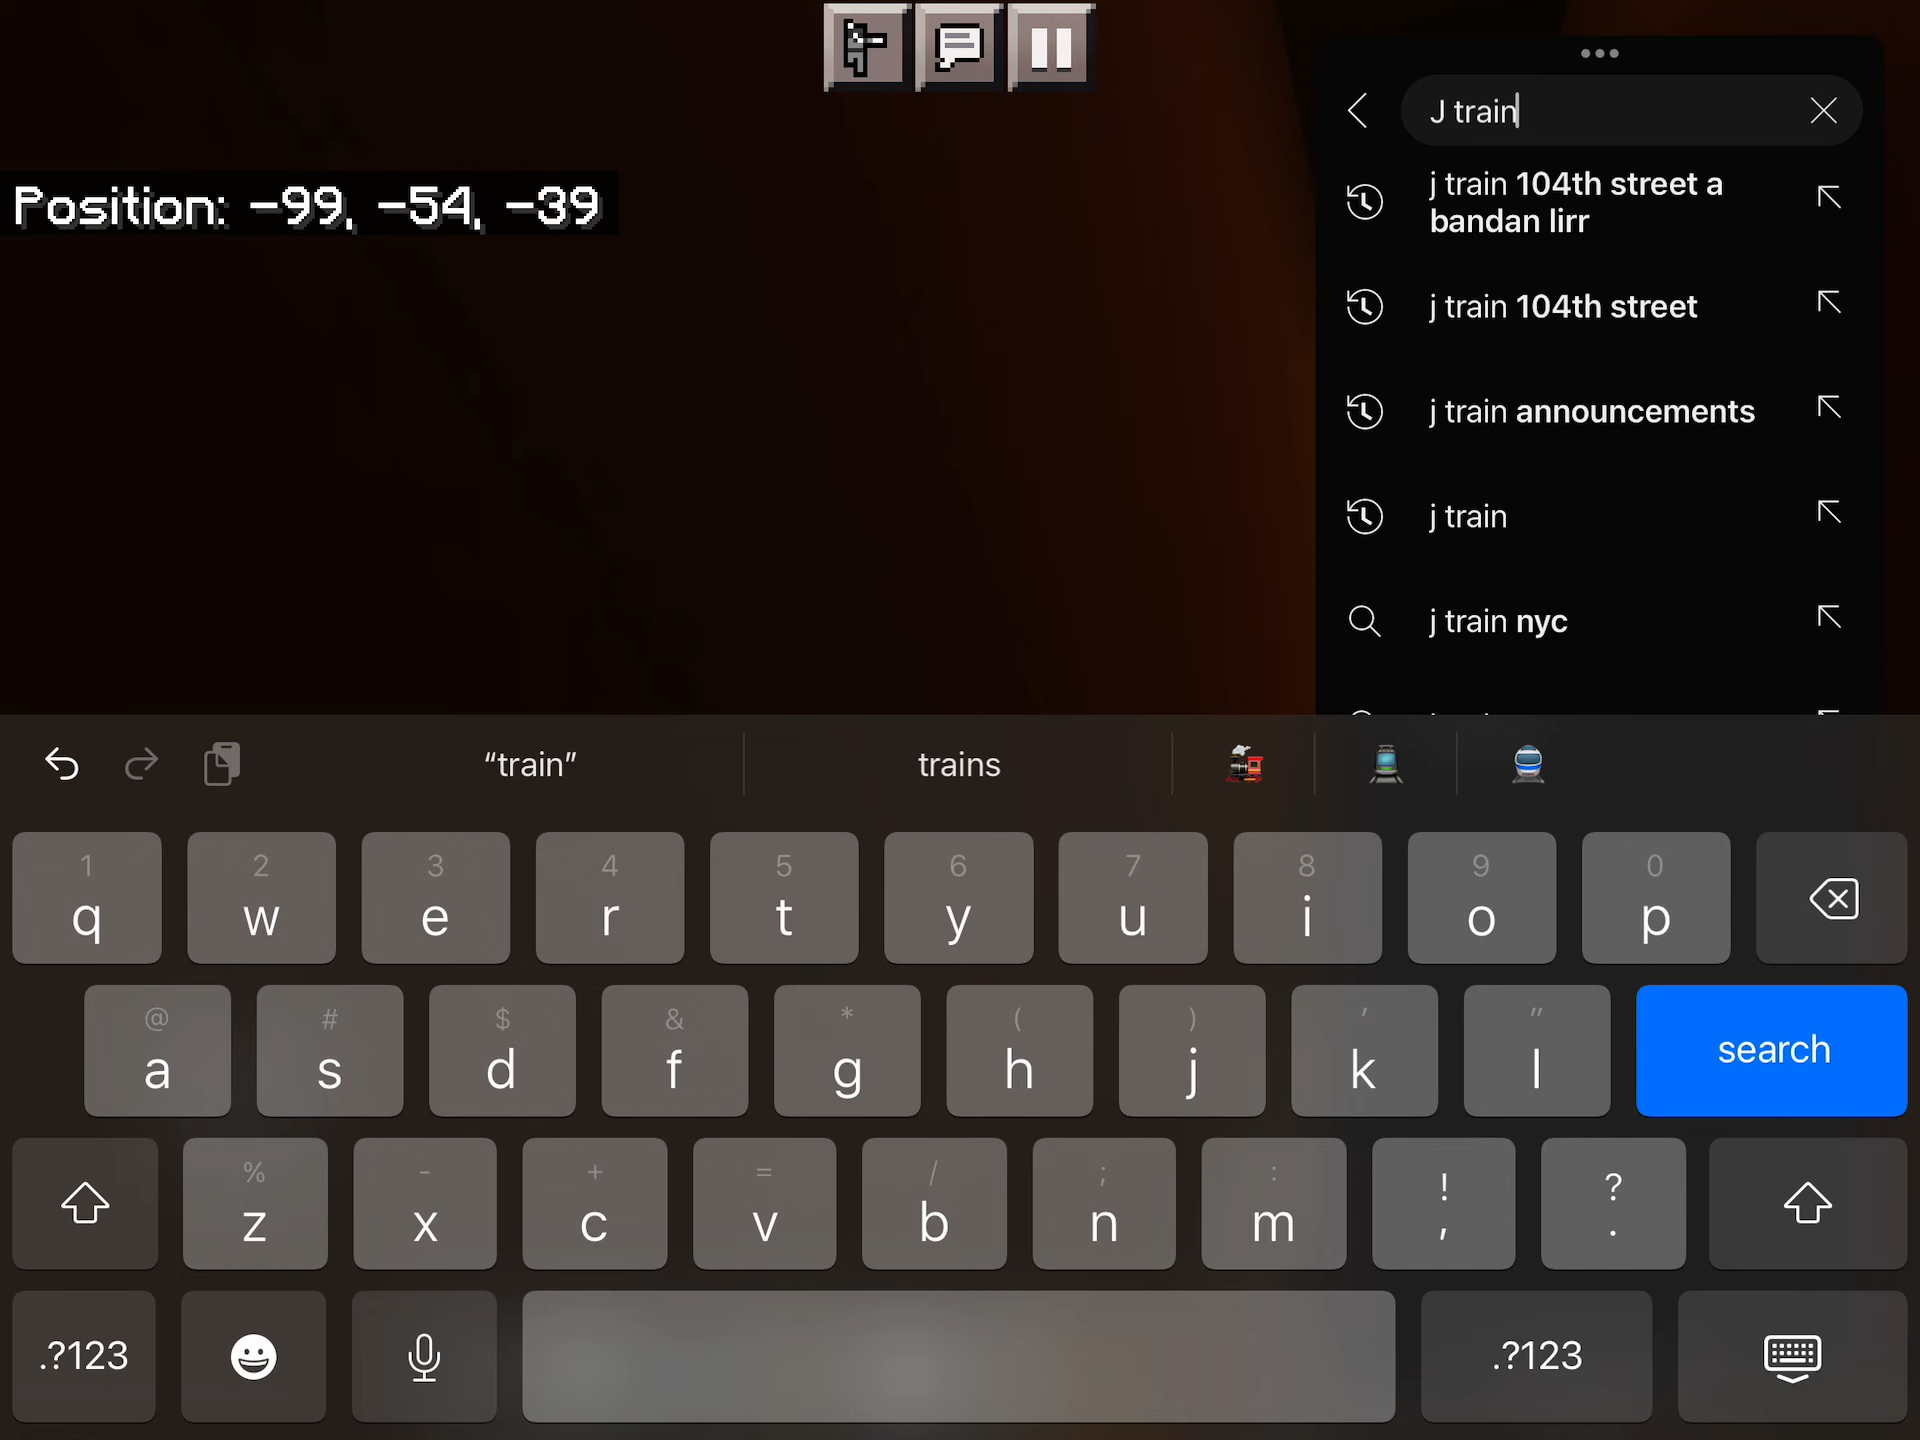 Position: -99, -54, -39
J train
j train 104th street a
bandan lirr
j train 104th street
j train announcements
j train
j train nyc
“train”
trains
1 2 3 4 5 6 7 8 9 0
q w e r t y u i o p
@ # $ & * ( ) ' "
a s d f g h j k l
search
% - + = / ; : ! ?
z x c v b n m , .
.?123
.?123